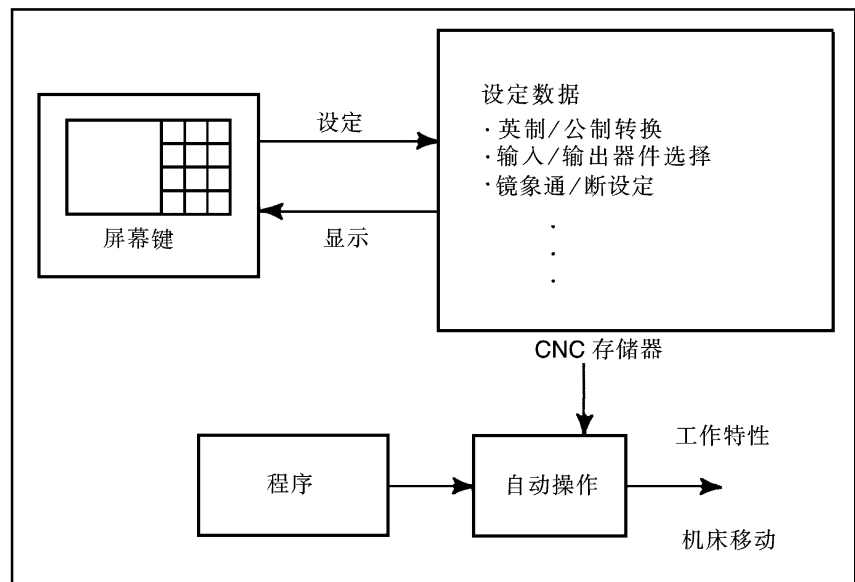 设定数据
·英制/公制转换
·输入/输出器件选择
·镜象通/断设定
设定
显示
屏幕键
CNC 存储器
工作特性
程序
自动操作
机床移动